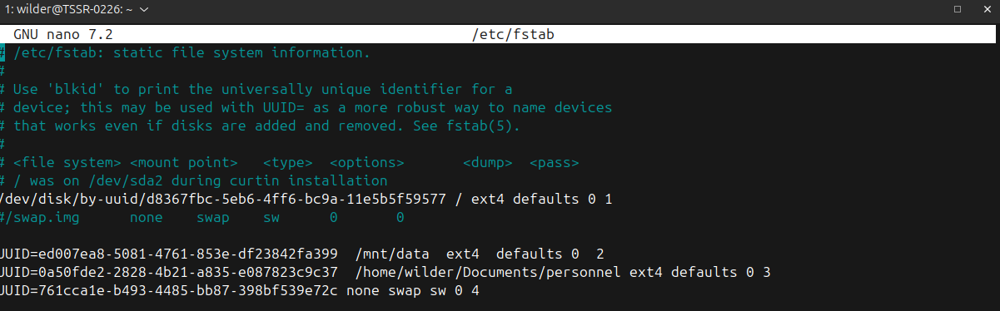 1: wilder@TSSR-0226: ~
GNU nano 7.2 /etc/fstab
# /etc/fstab: static file system information.
#
# Use 'blkid' to print the universally unique identifier for a
# device; this may be used with UUID= as a more robust way to name devices
# that works even if disks are added and removed. See fstab(5).
#
# <file system> <mount point>   <type>  <options>       <dump>  <pass>
# / was on /dev/sda2 during curtin installation
/dev/disk/by-uuid/d8367fbc-5eb6-4ff6-bc9a-11e5b5f59577 / ext4 defaults 0 1
#/swap.img      none    swap    sw      0       0
UUID=ed007ea8-5081-4761-853e-df23842fa399  /mnt/data  ext4  defaults 0  2
UUID=0a50fde2-2828-4b21-a835-e087823c9c37  /home/wilder/Documents/personnel ext4 defaults 0 3
UUID=761cca1e-b493-4485-bb87-398bf539e72c none swap sw 0 4